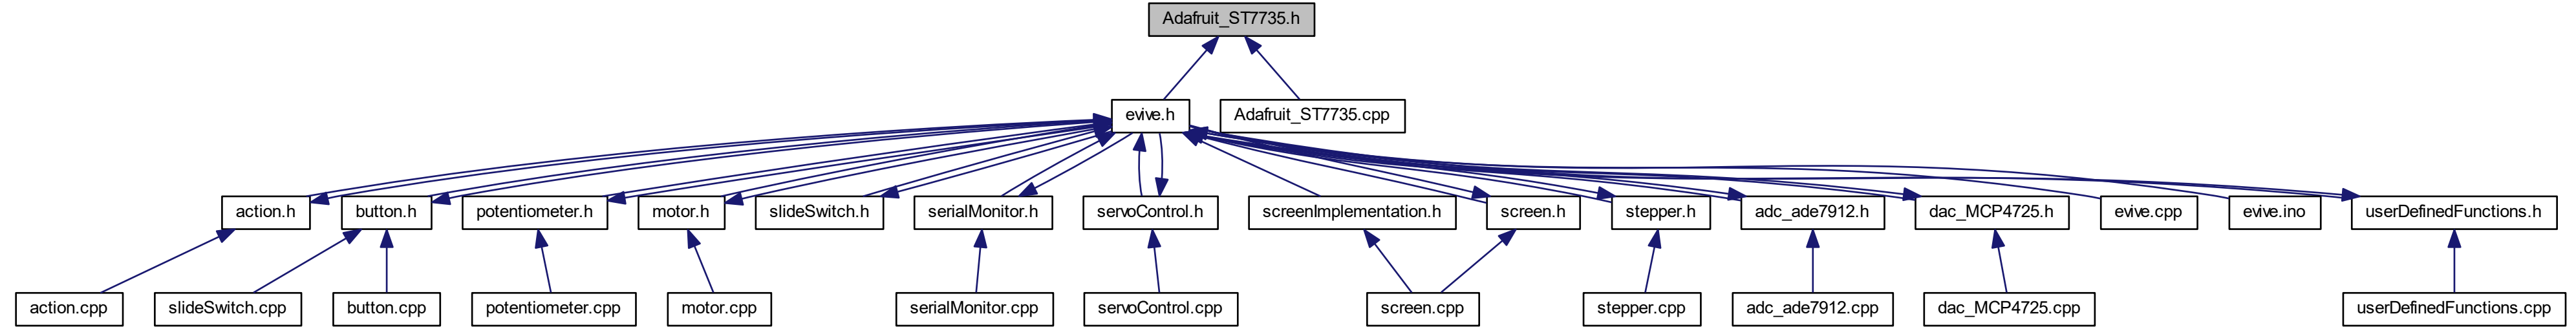 Adafruit_ST7735.h
evive.h
Adafruit_ST7735.cpp
action.h
button.h
potentiometer.h
motor.h
slideSwitch.h
serialMonitor.h
servoControl.h
screenImplementation.h
screen.h
stepper.h
adc_ade7912.h
dac_MCP4725.h
evive.cpp
evive.ino
userDefinedFunctions.h
action.cpp
slideSwitch.cpp
button.cpp
potentiometer.cpp
motor.cpp
serialMonitor.cpp
servoControl.cpp
screen.cpp
stepper.cpp
adc_ade7912.cpp
dac_MCP4725.cpp
userDefinedFunctions.cpp